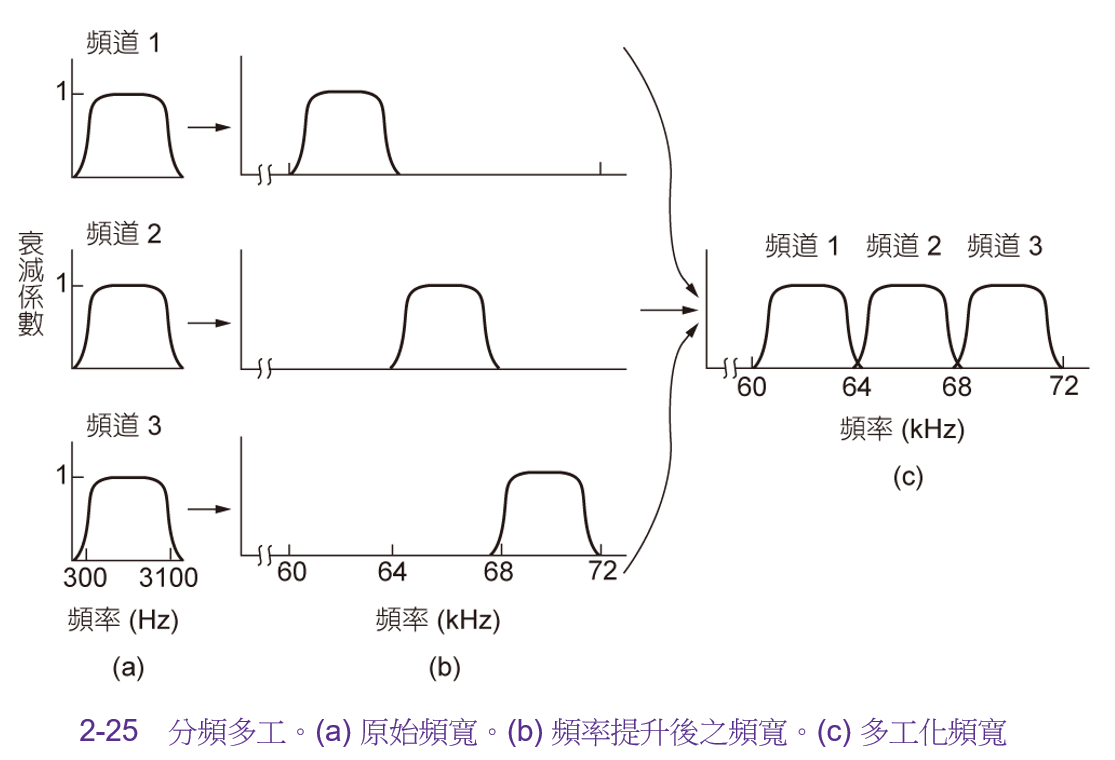 頻道 1
1
頻道 2
衰減係數
1
頻道 1 頻道 2 頻道 3
60 64 68 72
頻率 (kHz)
(c)
頻道 3
1
300 3100
60 64 68 72
頻率 (Hz)
頻率 (kHz)
(a)
(b)
2-25 分頻多工。(a) 原始頻寬。(b) 頻率提升後之頻寬。(c) 多工化頻寬